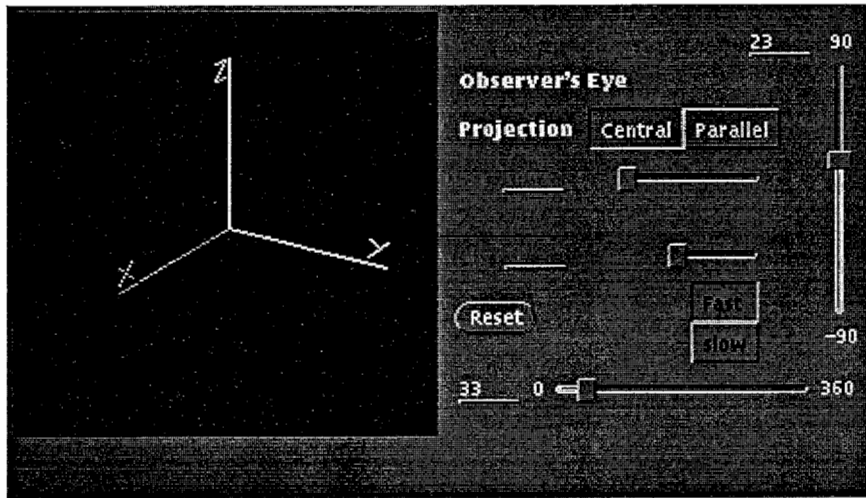 Z
X
Y
23 90
Observer's Eye
Projection Central Parallel
Fast
Reset
slow
-90
33 0 360